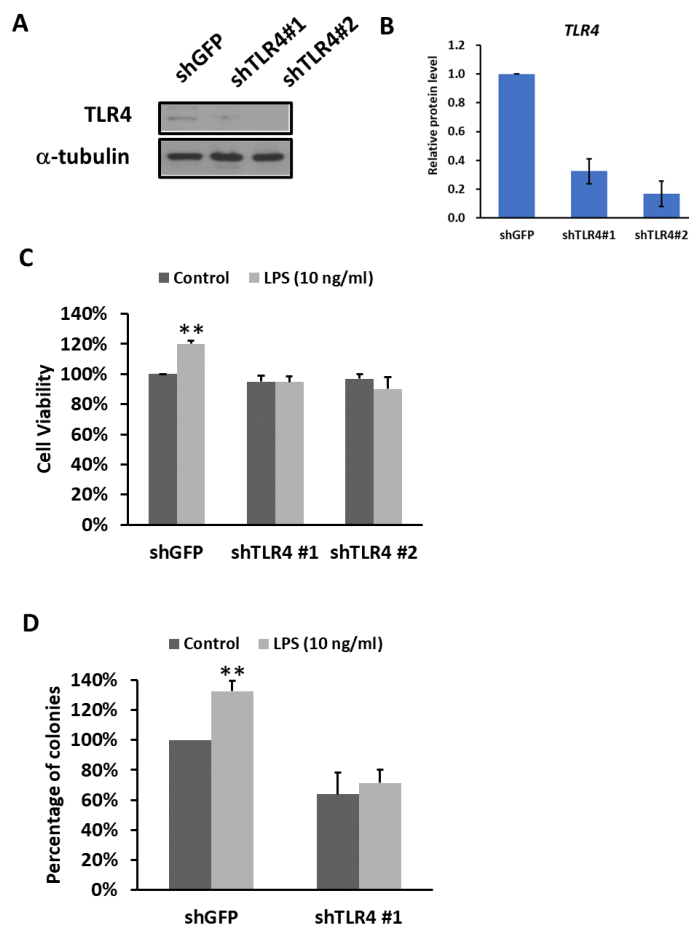 A
shGFP
shTLR4#1
shTLR4#2
TLR4
α-tubulin
B
TLR4
Relative protein level
1.2
1.0
0.8
0.6
0.4
0.2
0.0
shGFP shTLR4#1 shTLR4#2
C
Control LPS (10 ng/ml)
Cell Viability
140%
120%
100%
80%
60%
40%
20%
0%
**
shGFP shTLR4 #1 shTLR4 #2
D
Control LPS (10 ng/ml)
Percentage of colonies
140%
120%
100%
80%
60%
40%
20%
0%
**
shGFP shTLR4 #1